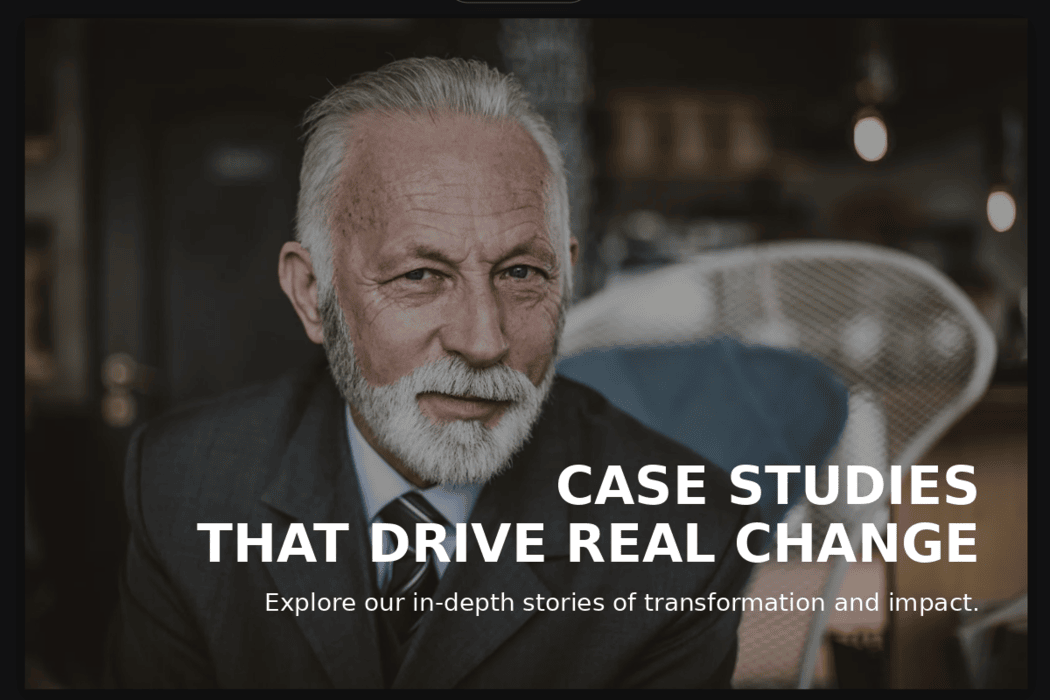 CASE STUDIES
THAT DRIVE REAL CHANGE
Explore our in-depth stories of transformation and impact.